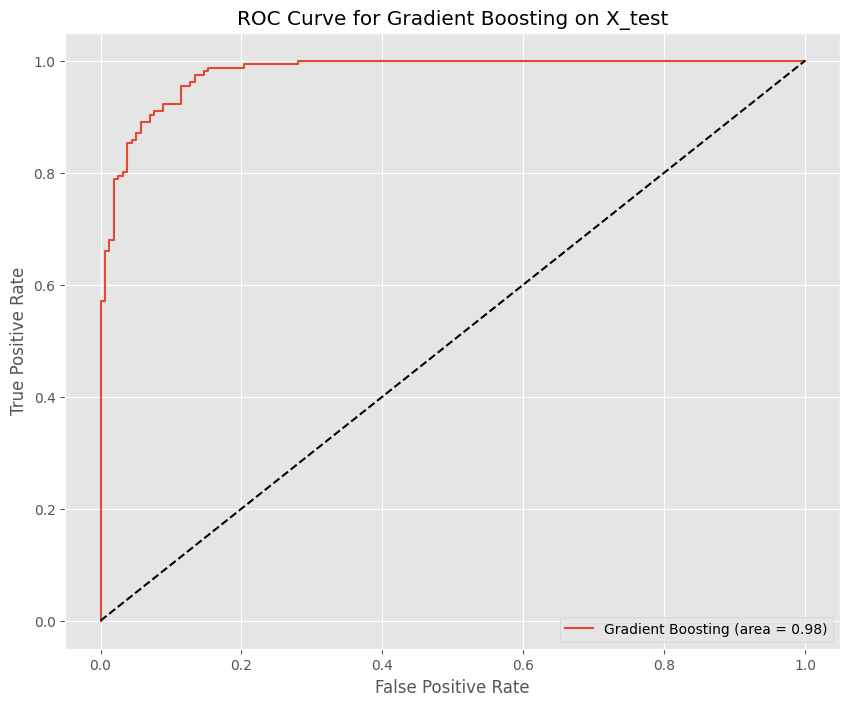 ROC Curve for Gradient Boosting on X_test
True Positive Rate
1.0
0.8
0.6
0.4
0.2
0.0
0.0 0.2 0.4 0.6 0.8 1.0
False Positive Rate
Gradient Boosting (area = 0.98)